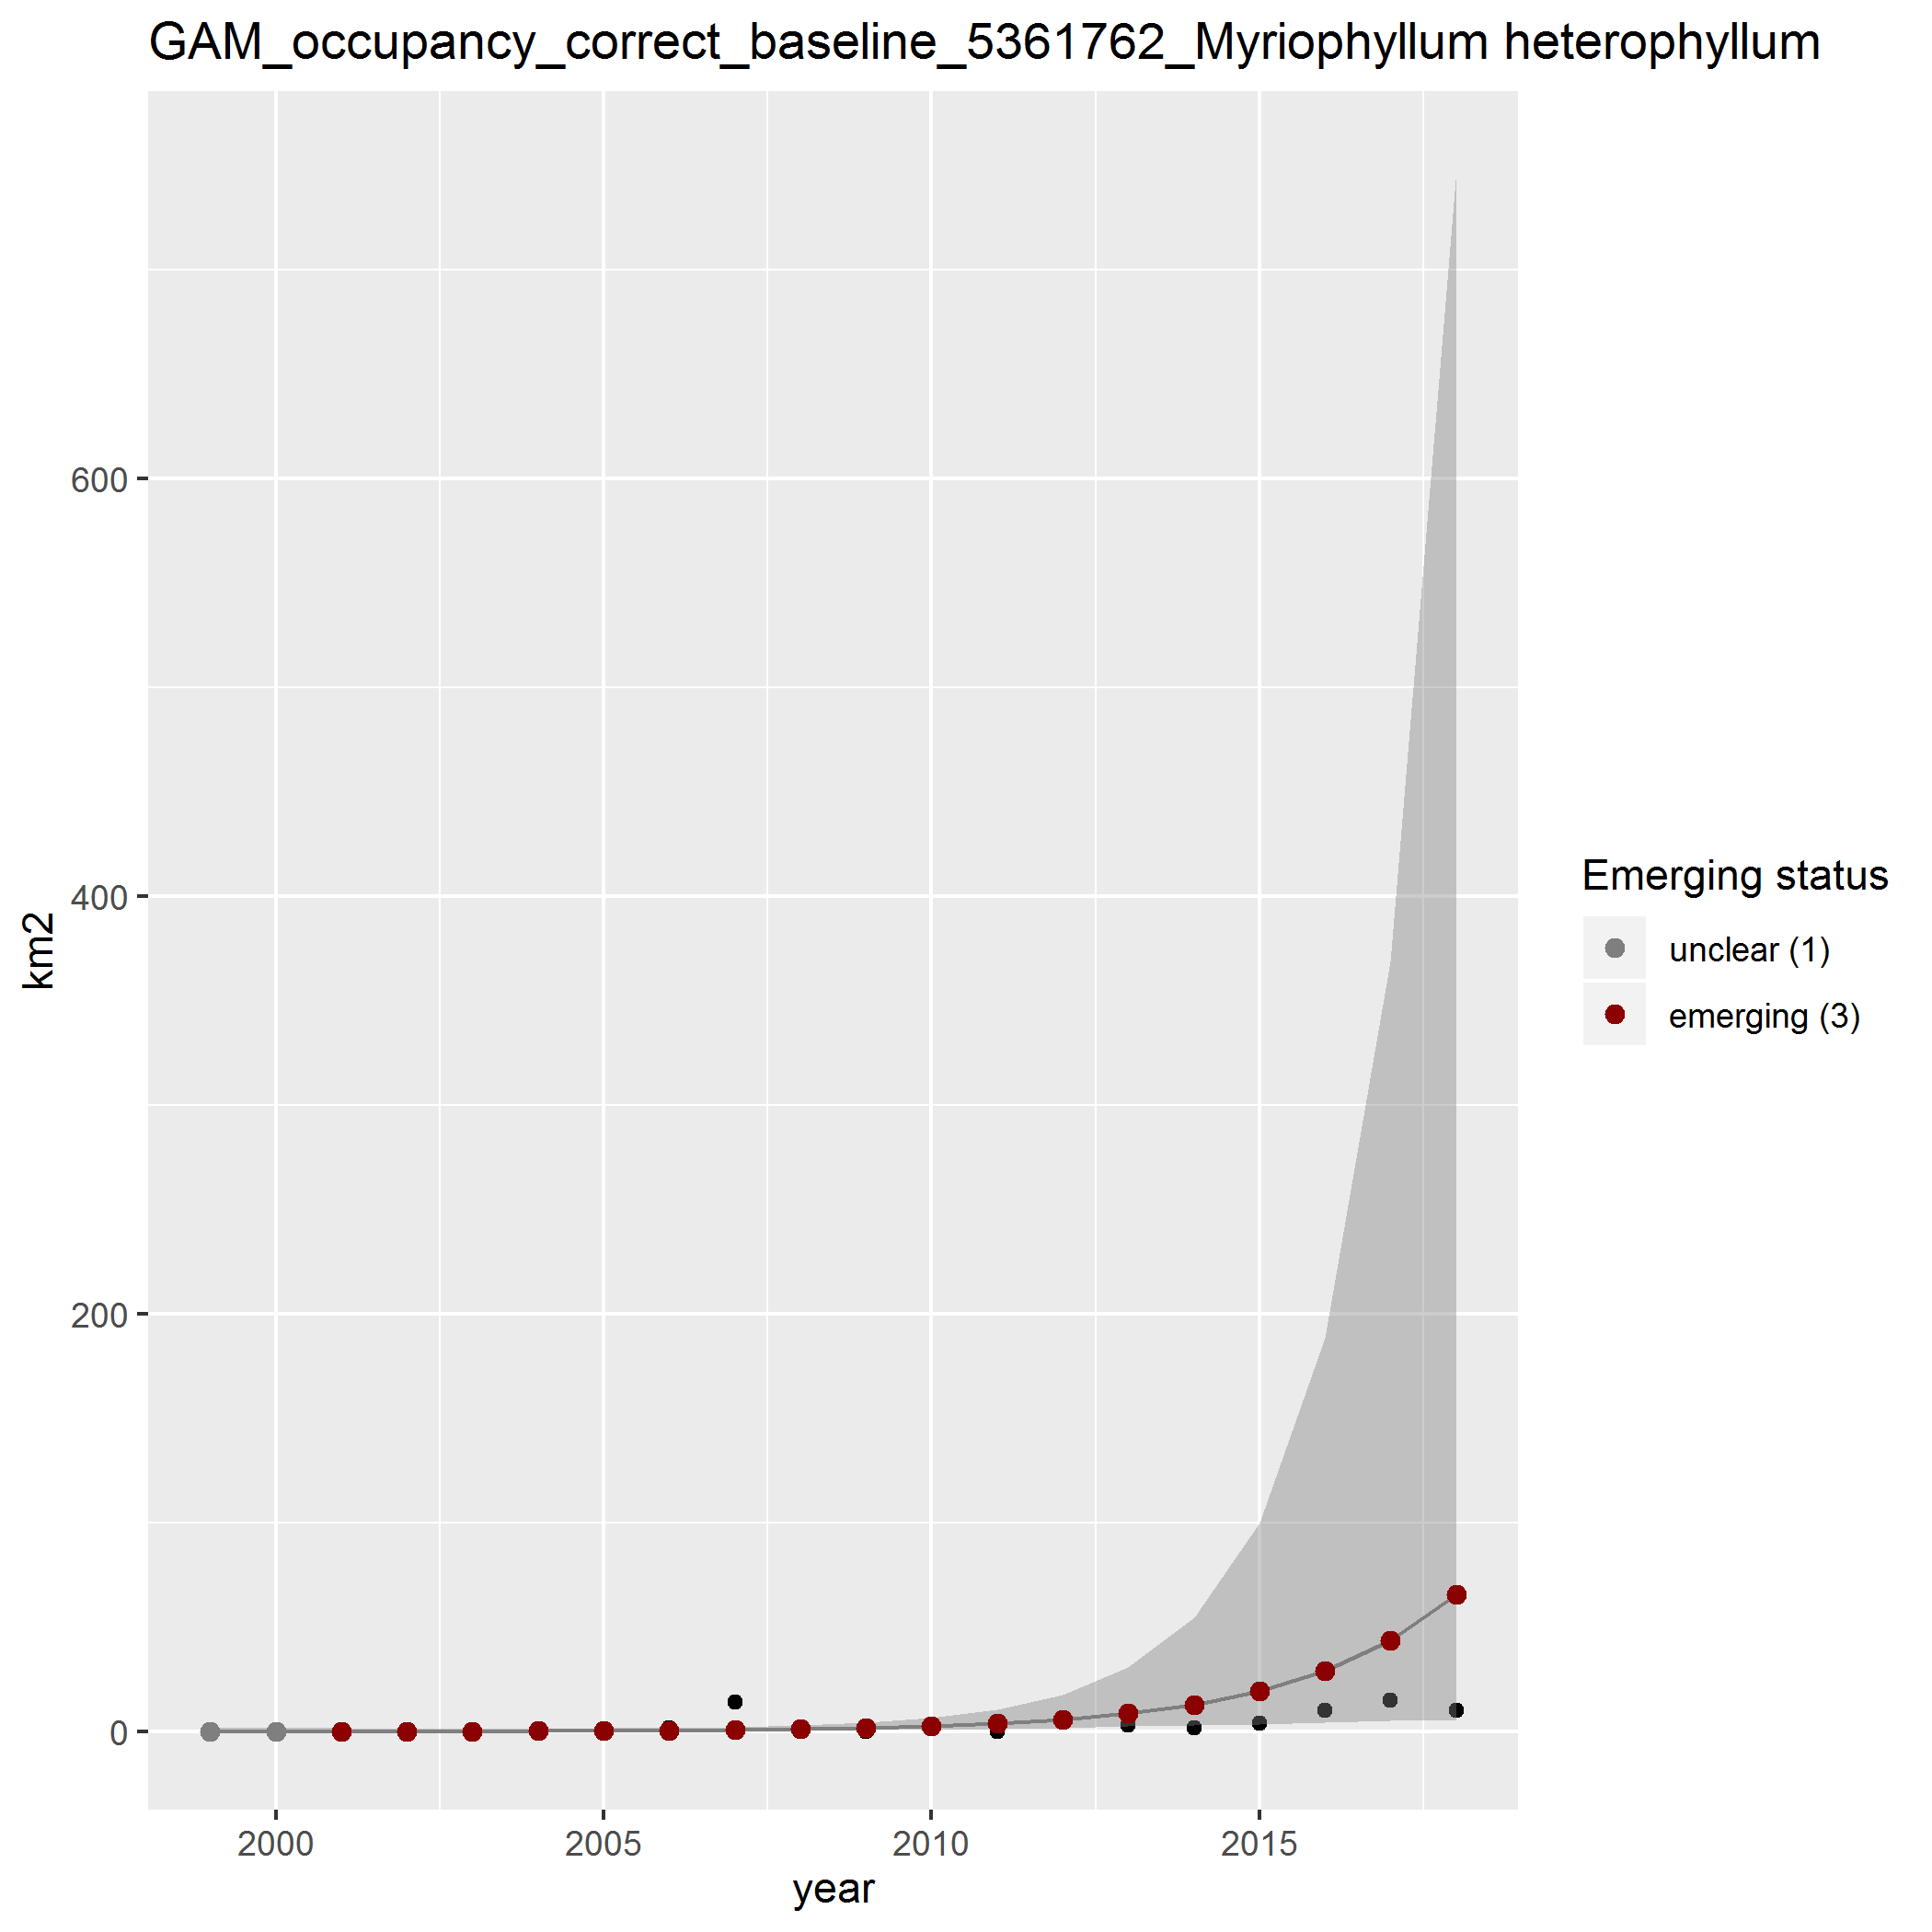 GAM_occupancy_correct_baseline_5361762_Myriophyllum heterophyllum
600
400
200
0
km2
2000
2005
2010
2015
year
Emerging status
unclear (1)
emerging (3)